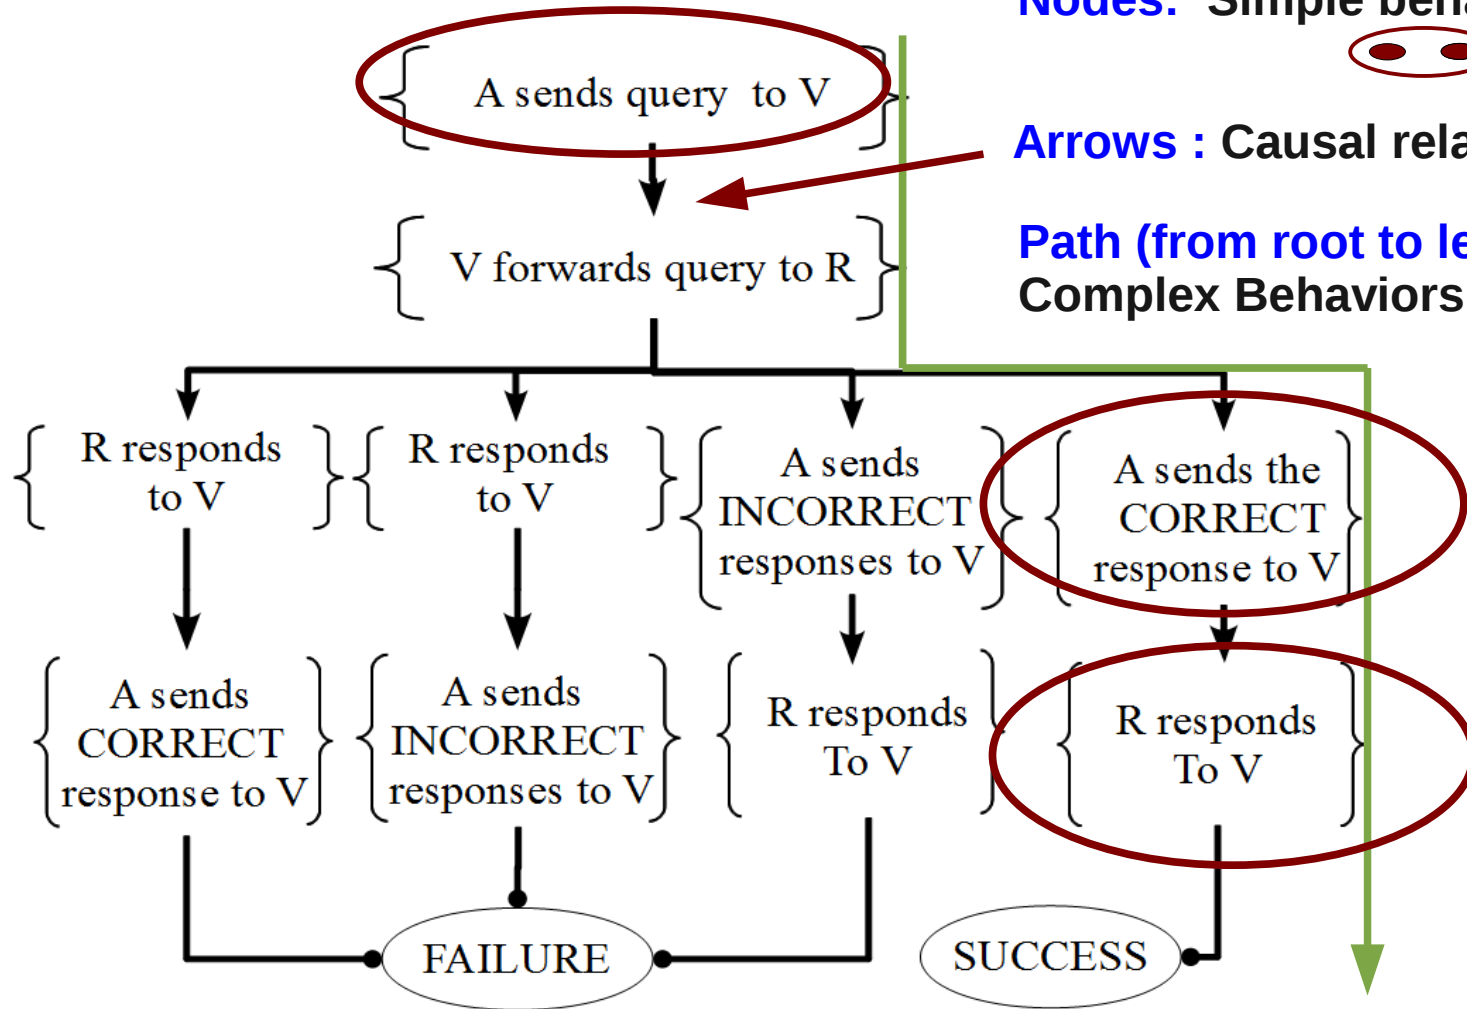 Nodes: Simple
A sends query to V
Arrows : Causal
V forwards query to R
Path (from root to
Complex Behaviors
R responds
to V
R responds
to V
A sends
INCORRECT
responses to V
A sends the
CORRECT
response to V
A sends
CORRECT
response to V
A sends
INCORRECT
responses to V
R responds
To V
R responds
To V
FAILURE
SUCCESS